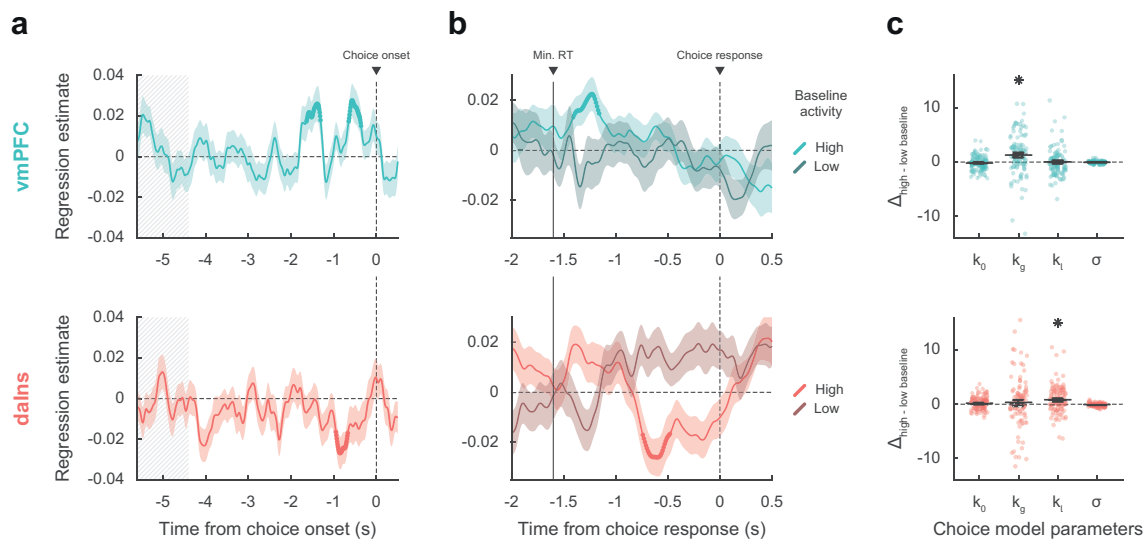 a
b
c
Choice onset
Min. RT
Choice response
vmPFC
Regression estimate
0.04
0.02
0
-0.02
-0.04
-5
-4
-3
-2
-1
0
0.02
0
-0.02
-2
-1.5
-1
-0.5
0
0.5
Baseline
activity
High
Low
*
Δhigh - low baseline
10
0
-10
k0
kg
kl
σ
daIns
Regression estimate
0.04
0.02
0
-0.02
-0.04
-5
-4
-3
-2
-1
0
Time from choice onset (s)
0.02
0
-0.02
-2
-1.5
-1
-0.5
0
0.5
Time from choice response (s)
High
Low
*
Δhigh - low baseline
10
0
-10
k0
kg
kl
σ
Choice model parameters